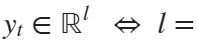 y_t ∈ ℝ^l ⇔ l =